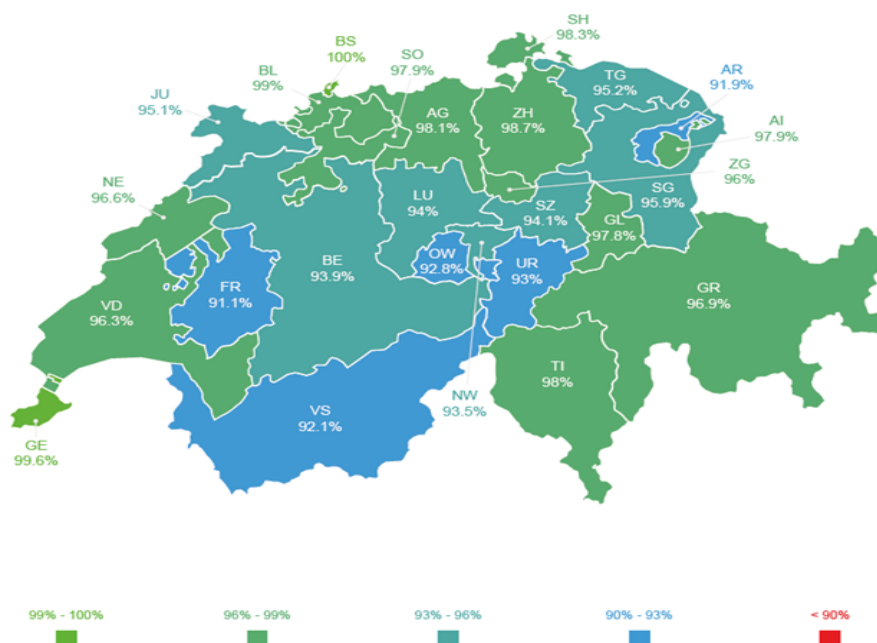 SH
98.3%
BS
100%
SO
97.9%
BL
99%
AR
91.9%
TG
95.2%
JU
95.1%
AG
98.1%
ZH
98.7%
AI
97.9%
ZG
96%
NE
96.6%
LU
94%
SZ
94.1%
SG
95.9%
GL
97.8%
OW
92.8%
UR
93%
BE
93.9%
FR
91.1%
GR
96.9%
VD
96.3%
TI
98%
NW
93.5%
VS
92.1%
GE
99.6%
99% - 100%
96% - 99%
93% - 96%
90% - 93%
< 90%